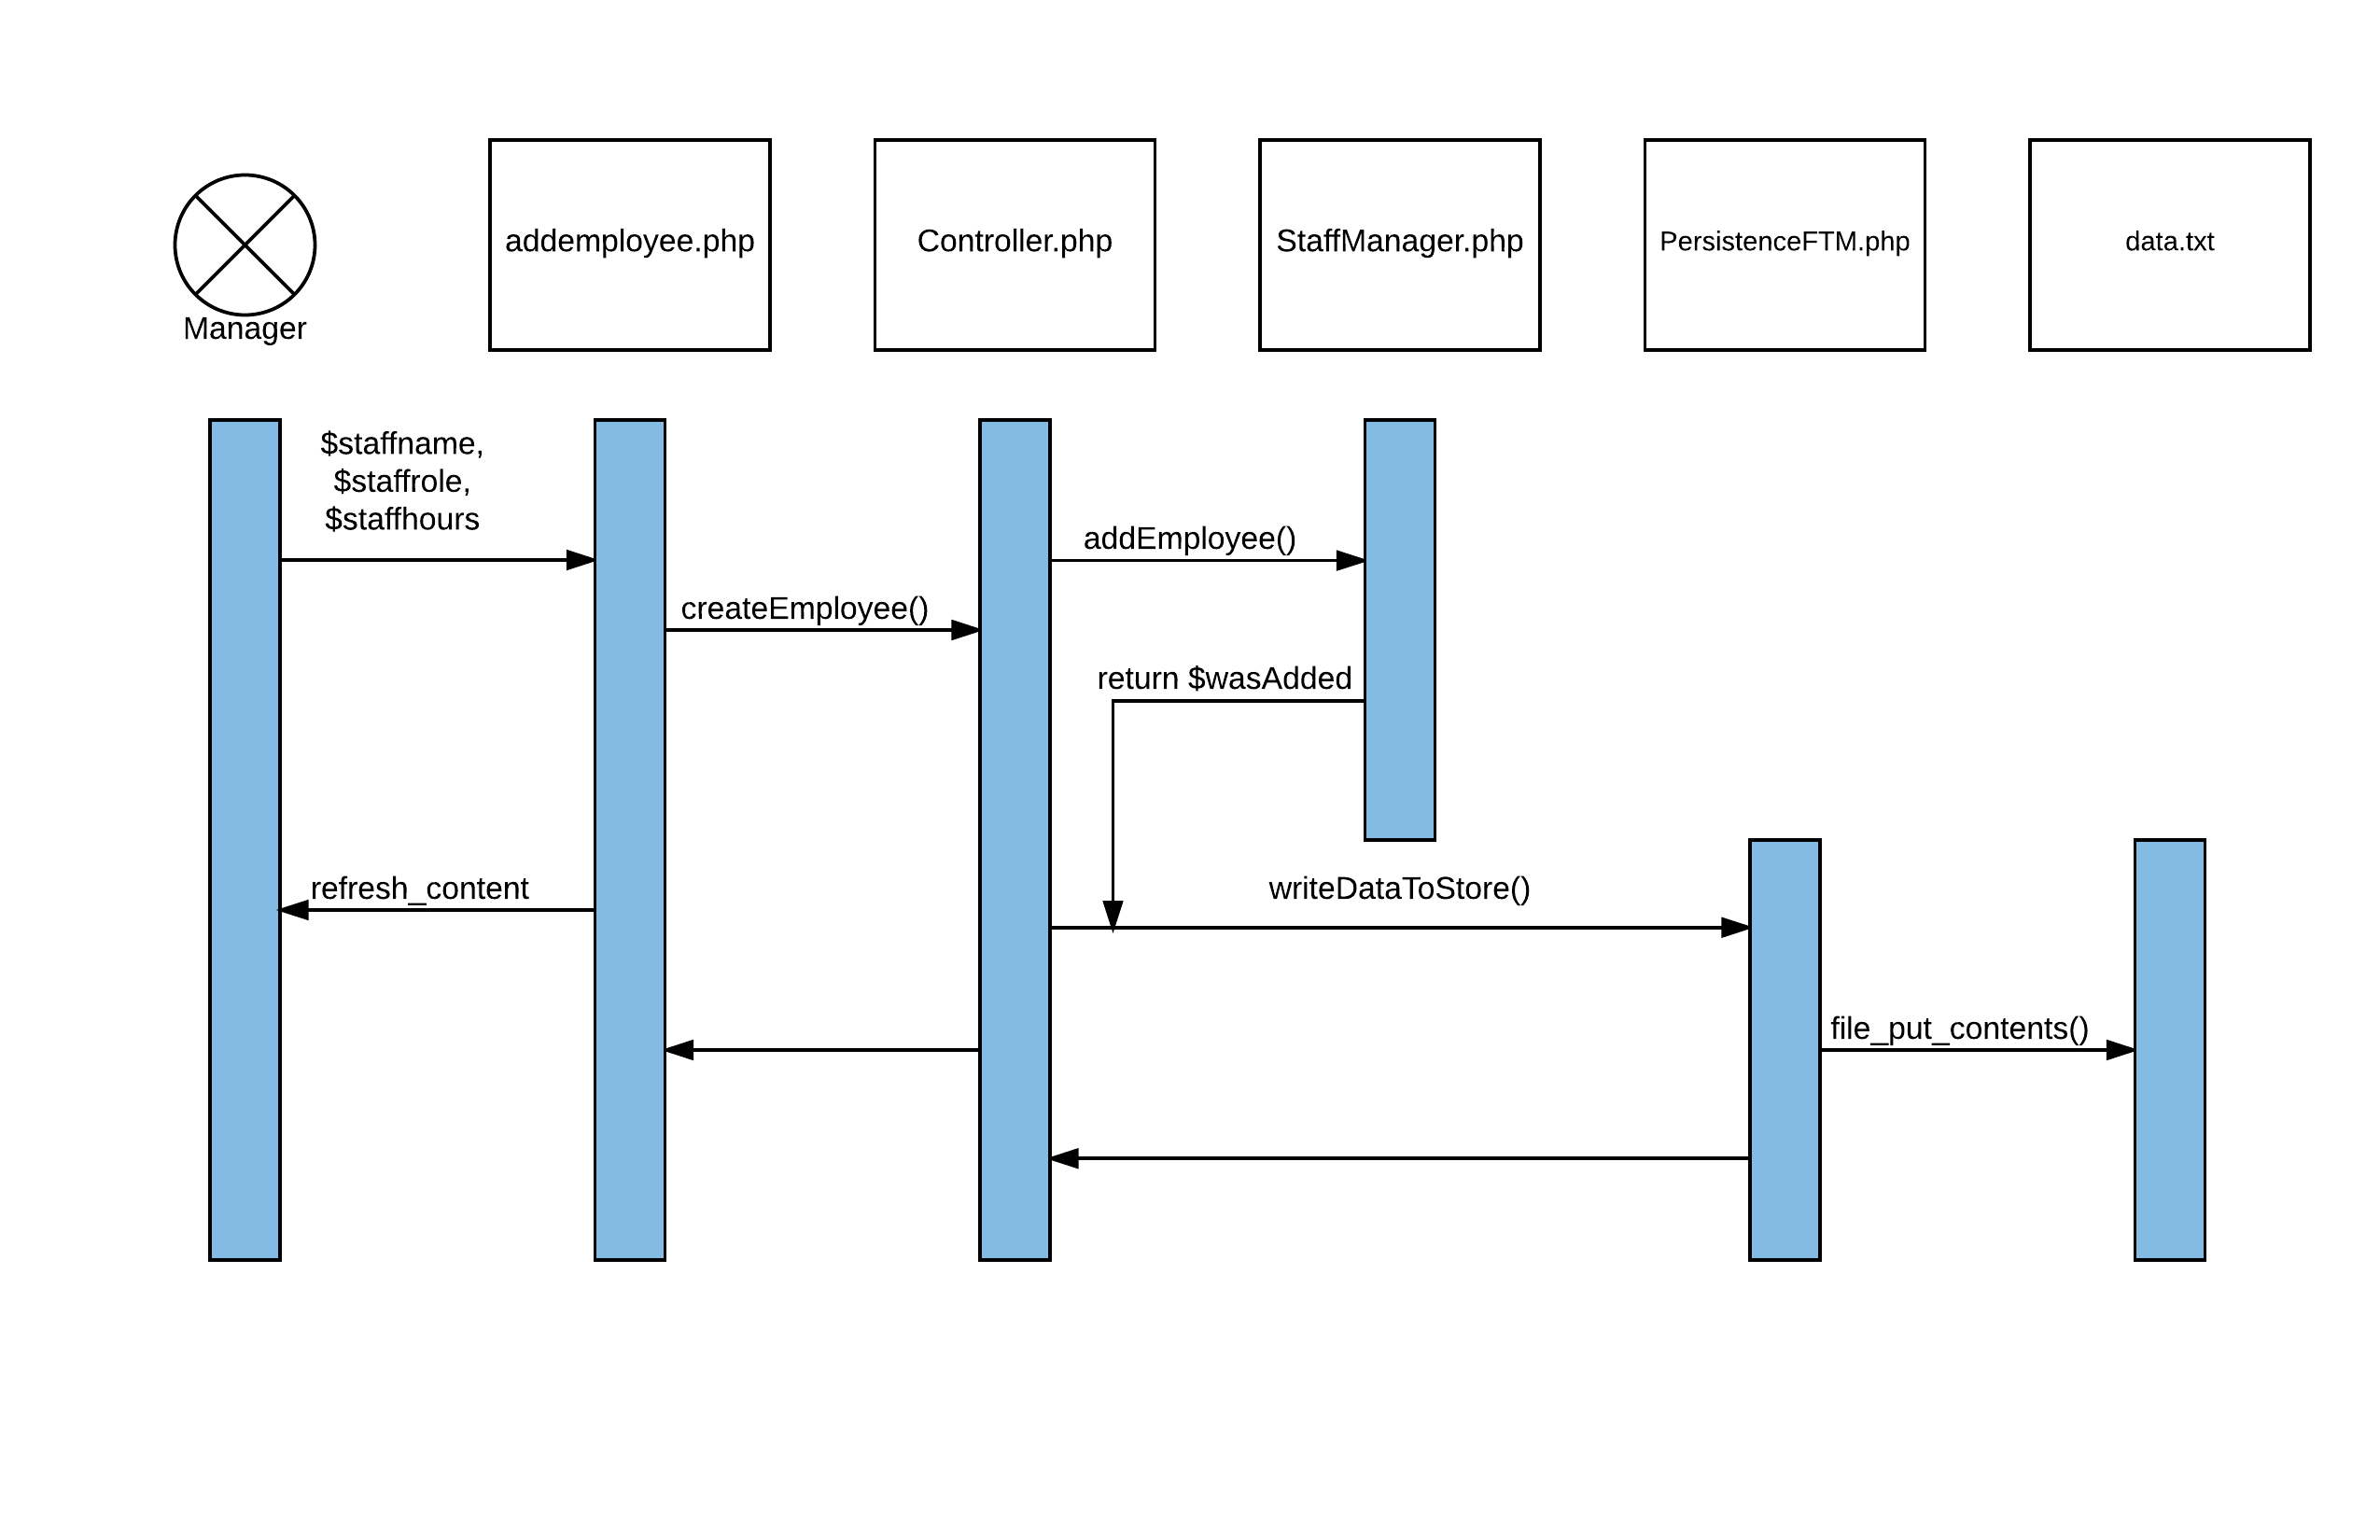 Manager
addemployee.php
Controller.php
StaffManager.php
PersistenceFTM.php
data.txt
$staffname,
$staffrole,
$staffhours
addEmployee()
createEmployee()
return $wasAdded
refresh_content
writeDataToStore()
file_put_contents()